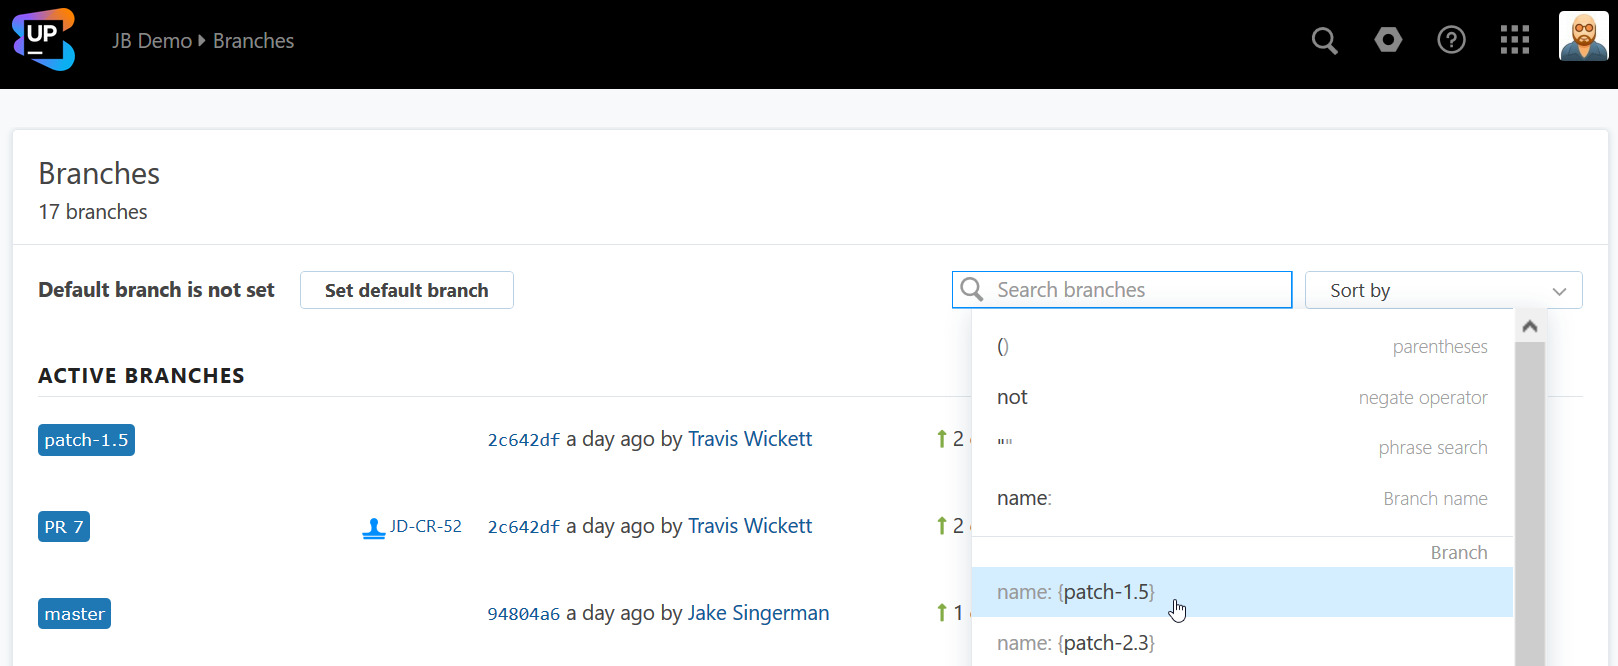 UP
JB Demo Branches
Branches
17 branches
Default branch is not set
Set default branch
Search branches
Sort by
() parentheses
not negate operator
"" phrase search
name: Branch name
Branch
name: {patch-1.5}
name: {patch-2.3}
ACTIVE BRANCHES
patch-1.5 2c642df a day ago by Travis Wickett 2
PR 7 JD-CR-52 2c642df a day ago by Travis Wickett 2
master 94804a6 a day ago by Jake Singerman 1